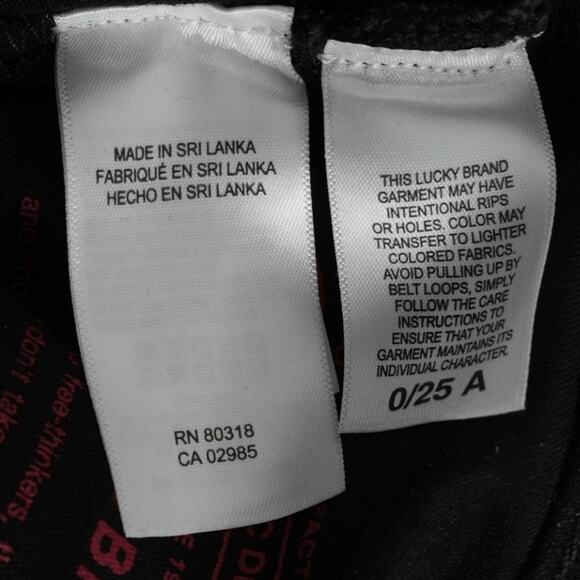 MADE IN SRI LANKA
FABRIQUÉ EN SRI LANKA
HECHO EN SRI LANKA
RN 80318
CA 02985
THIS LUCKY BRAND
GARMENT MAY HAVE
INTENTIONAL RIPS
OR HOLES. COLOR MAY
TRANSFER TO LIGHTER
COLORED FABRICS.
AVOID PULLING UP BY
BELT LOOPS, SIMPLY
FOLLOW THE CARE
INSTRUCTIONS TO
ENSURE THAT YOUR
GARMENT MAINTAINS ITS
INDIVIDUAL CHARACTER.
0/25 A
don't take
free-thinkers,